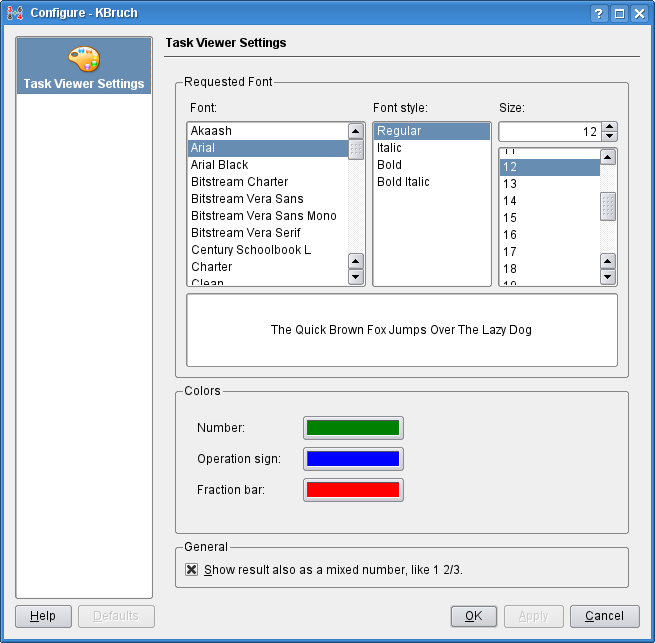 Configure - KBruch
Task Viewer Settings
Task Viewer Settings
Requested Font
Font:
Font style:
Size:
Akaash
Arial
Arial Black
Bitstream Charter
Bitstream Vera Sans
Bitstream Vera Sans Mono
Bitstream Vera Serif
Century Schoolbook L
Charter
Clean
Regular
Italic
Bold
Bold Italic
12
11
12
13
14
15
16
17
18
19
The Quick Brown Fox Jumps Over The Lazy Dog
Colors
Number:
Operation sign:
Fraction bar:
General
Show result also as a mixed number, like 1 2/3.
Help
Defaults
OK
Apply
Cancel